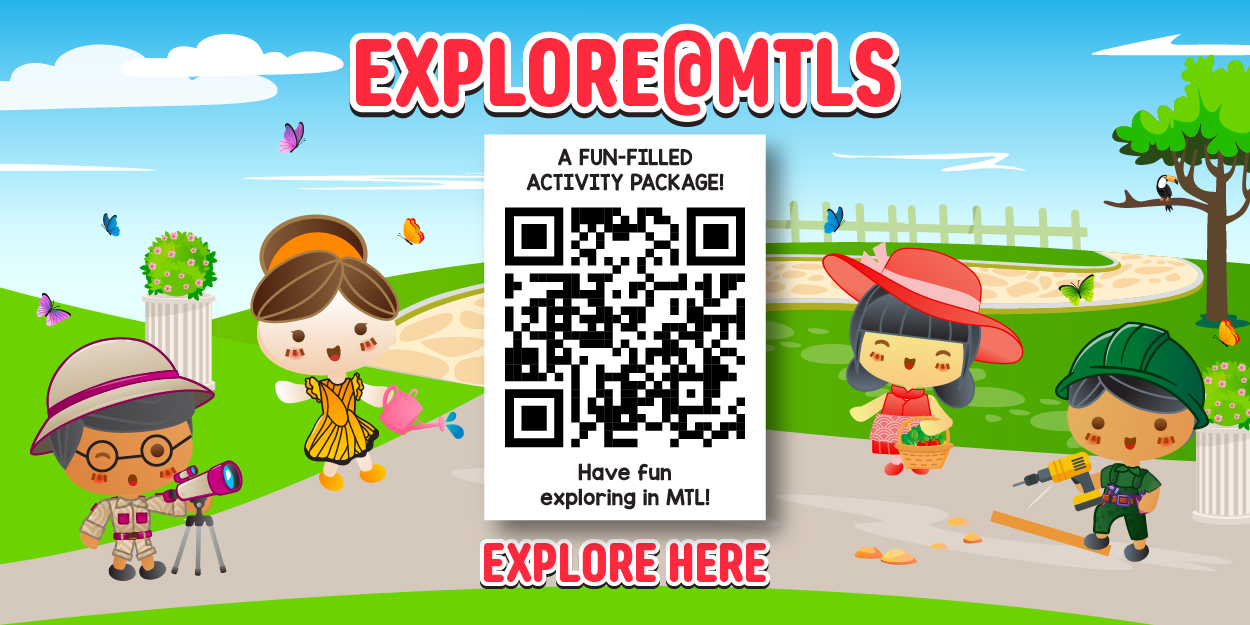 EXPLORE@MTLS
A FUN-FILLED
ACTIVITY PACKAGE!
Have fun
exploring in MTL!
EXPLORE HERE